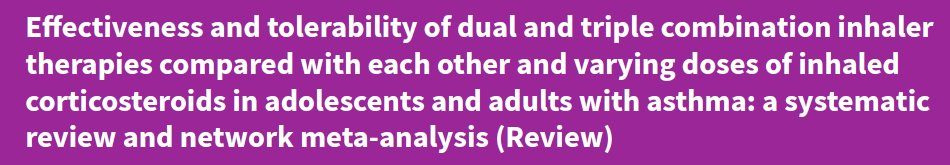 Effectiveness and tolerability of dual and triple combination inhaler
therapies compared with each other and varying doses of inhaled
corticosteroids in adolescents and adults with asthma: a systematic
review and network meta-analysis (Review)